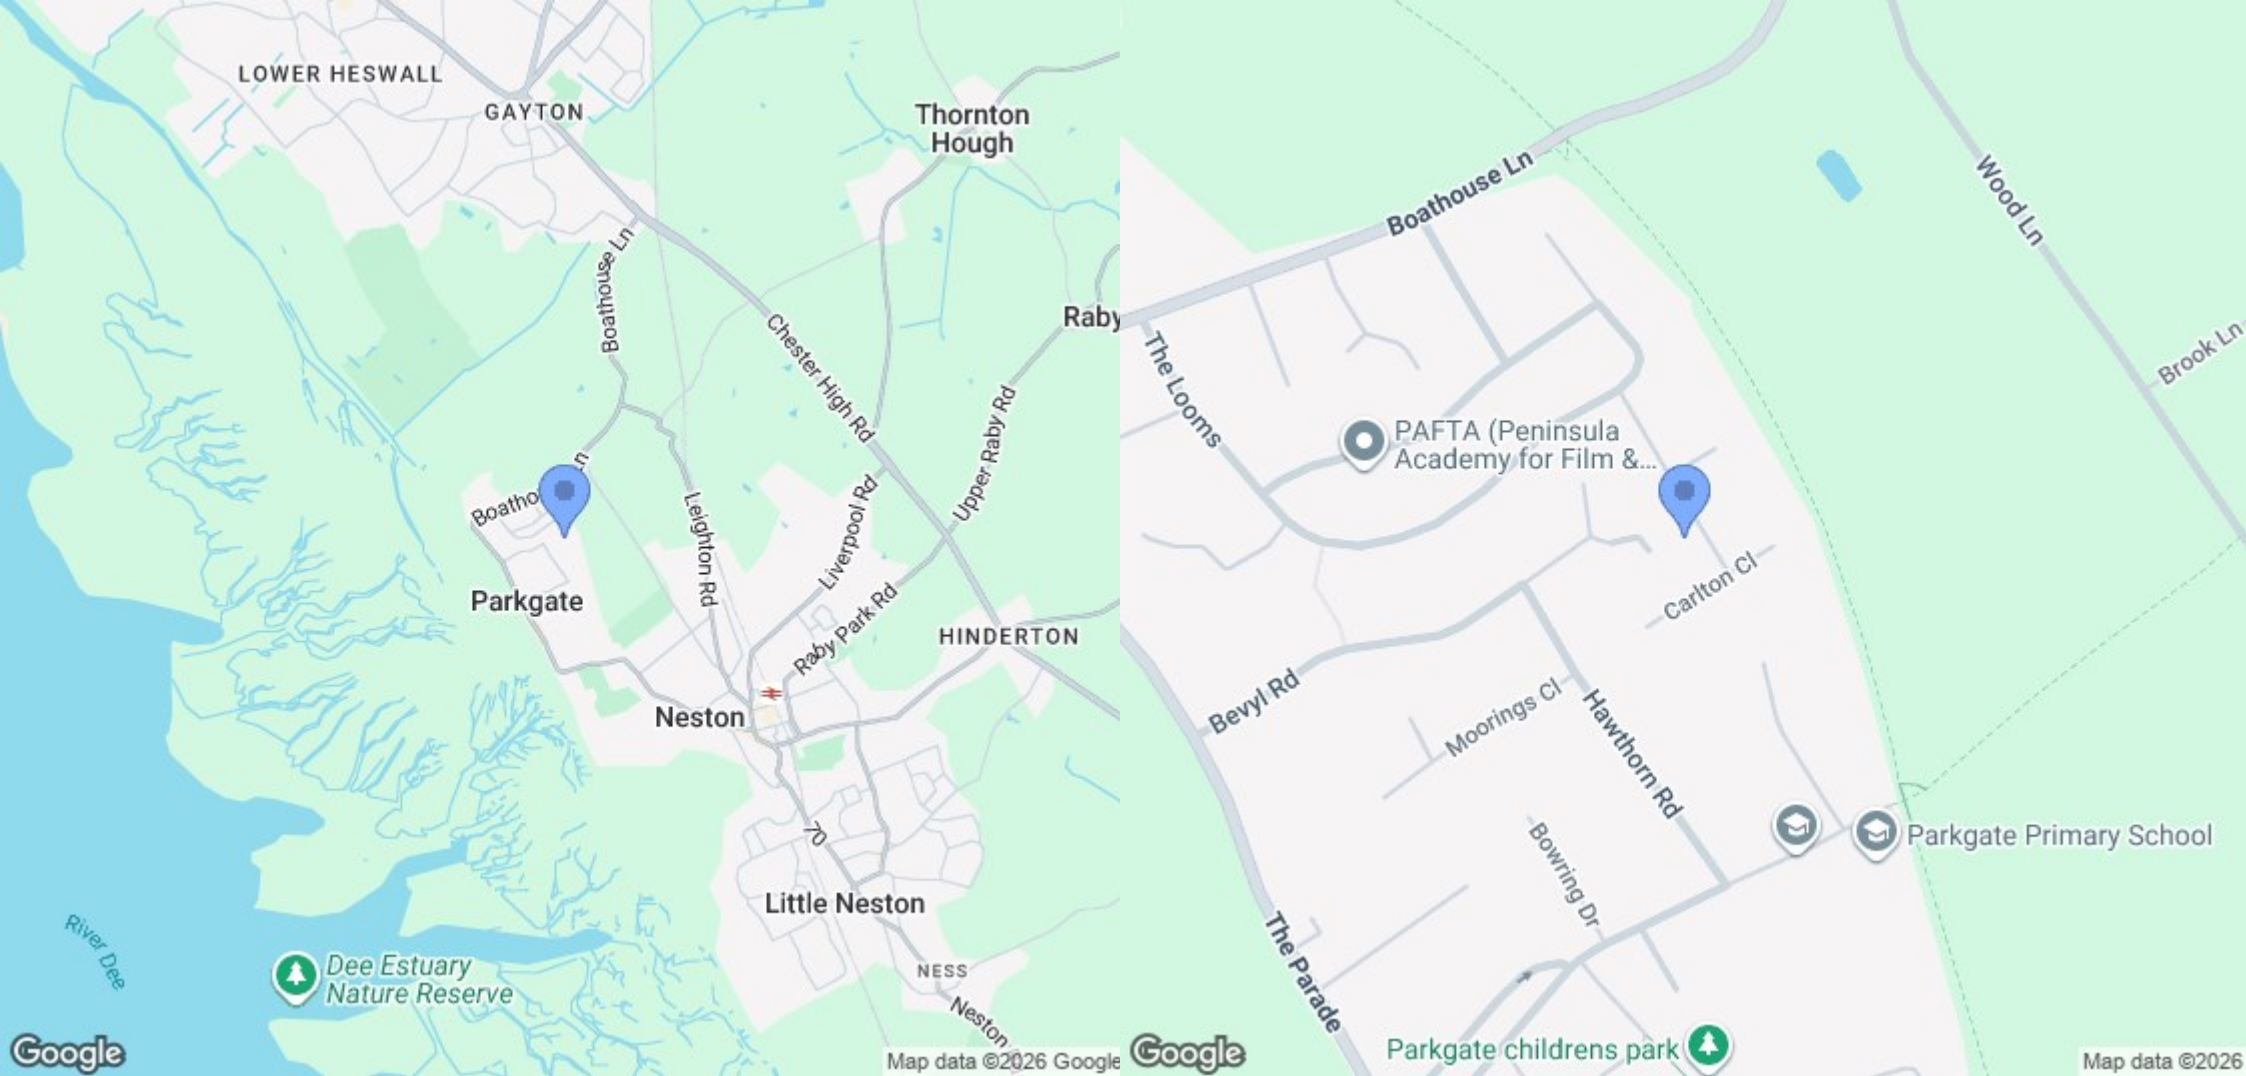 LOWER HESWALL
GAYTON
Thornton
Hough
Boathouse Ln
Raby
Chester High Rd
Upper Raby Rd
Boatho
Ln
Leighton Rd
Liverpool Rd
Parkgate
Raby Park Rd
HINDERTON
Neston
70
Little Neston
River Dee
Dee Estuary
Nature Reserve
NESS
Neston
Google
Map data ©2026 Google
Boathouse Ln
Wood Ln
Brook Ln
The Looms
PAFTA (Peninsula
Academy for Film &...
Carlton Cl
Bevyl Rd
Moorings Cl
Hawthorn Rd
Bowring Dr
Parkgate Primary School
The Parade
Parkgate childrens park
Google
Map data ©2026